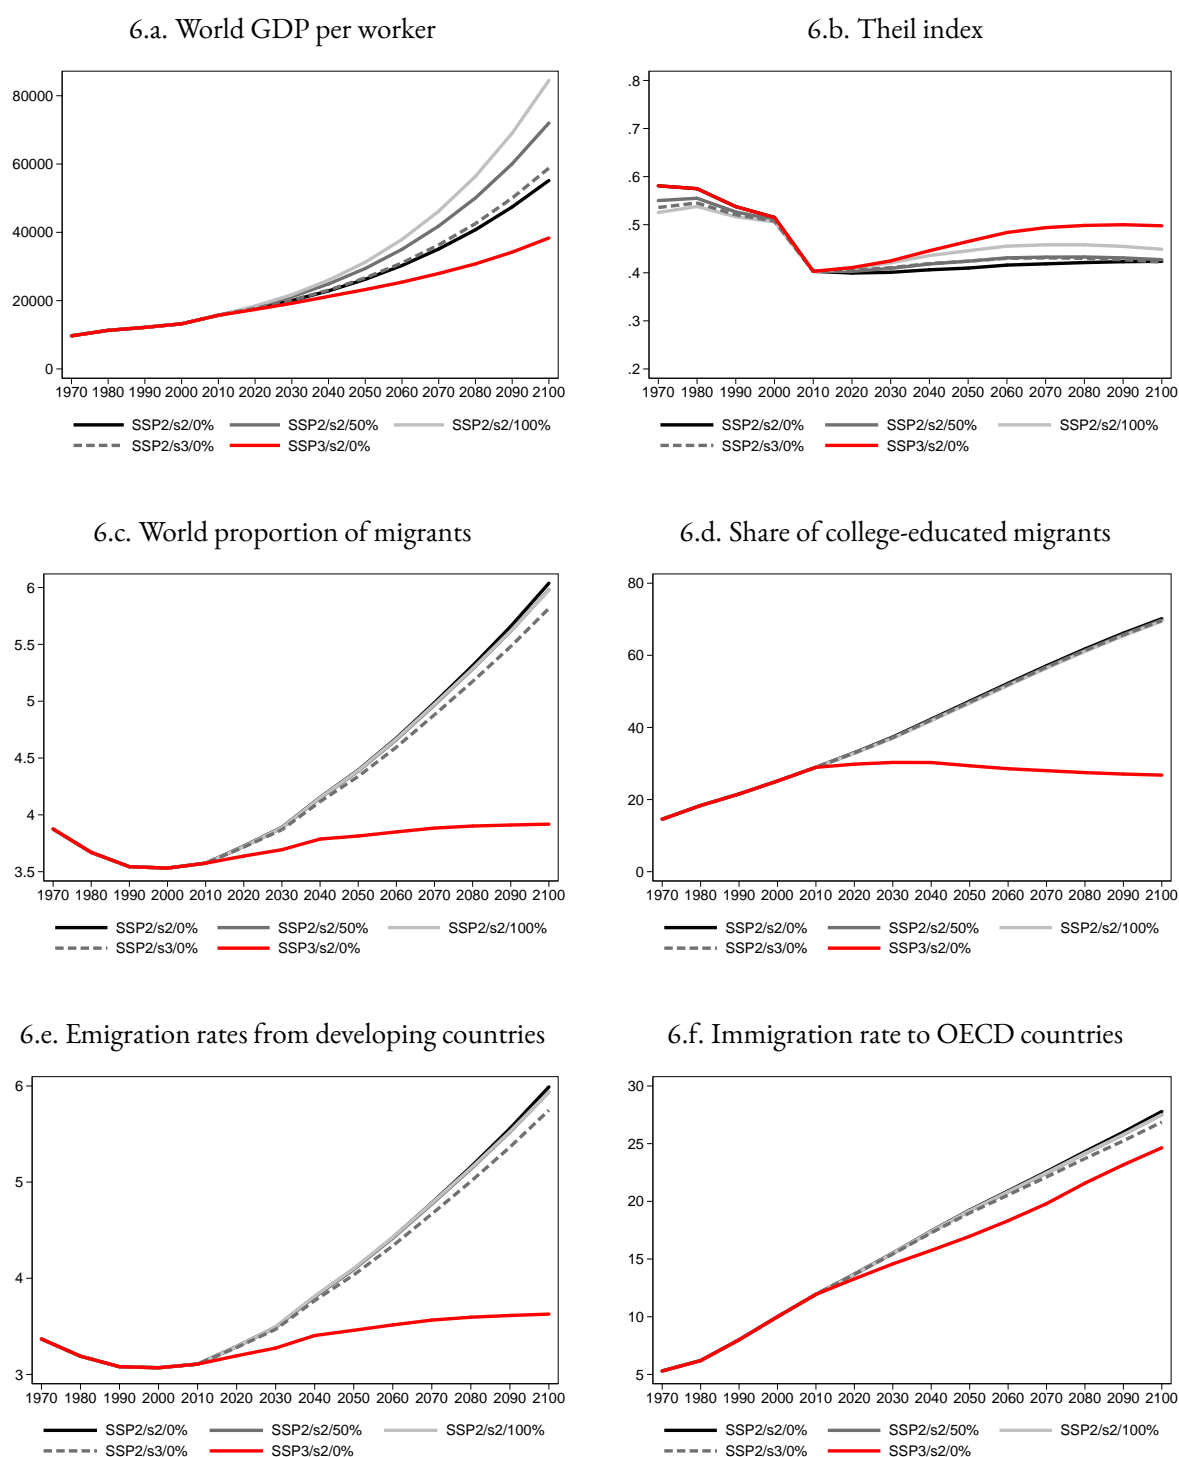 6.a. World GDP per worker
80000
60000
40000
20000
0
1970 1980 1990 2000 2010 2020 2030 2040 2050 2060 2070 2080 2090 2100
SSP2/s2/0% SSP2/s2/50% SSP2/s2/100%
SSP2/s3/0% SSP3/s2/0%
6.b. Theil index
.8
.7
.6
.5
.4
.3
.2
1970 1980 1990 2000 2010 2020 2030 2040 2050 2060 2070 2080 2090 2100
SSP2/s2/0% SSP2/s2/50% SSP2/s2/100%
SSP2/s3/0% SSP3/s2/0%
6.c. World proportion of migrants
6
5.5
5
4.5
4
3.5
1970 1980 1990 2000 2010 2020 2030 2040 2050 2060 2070 2080 2090 2100
SSP2/s2/0% SSP2/s2/50% SSP2/s2/100%
SSP2/s3/0% SSP3/s2/0%
6.d. Share of college-educated migrants
80
60
40
20
0
1970 1980 1990 2000 2010 2020 2030 2040 2050 2060 2070 2080 2090 2100
SSP2/s2/0% SSP2/s2/50% SSP2/s2/100%
SSP2/s3/0% SSP3/s2/0%
6.e. Emigration rates from developing countries
6
4
3
1970 1980 1990 2000 2010 2020 2030 2040 2050 2060 2070 2080 2090 2100
SSP2/s2/0% SSP2/s2/50% SSP2/s2/100%
SSP2/s3/0% SSP3/s2/0%
6.f. Immigration rate to OECD countries
30
25
20
15
10
5
1970 1980 1990 2000 2010 2020 2030 2040 2050 2060 2070 2080 2090 2100
SSP2/s2/0% SSP2/s2/50% SSP2/s2/100%
SSP2/s3/0% SSP3/s2/0%